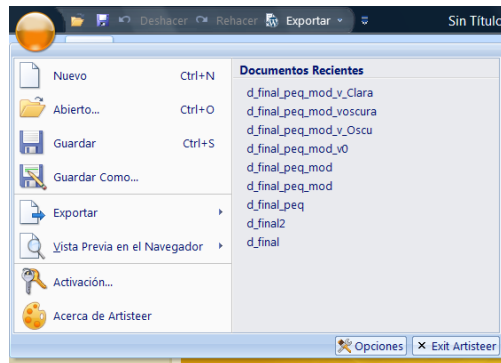 Deshacer Rehacer Exportar Sin Título
Nuevo Ctrl+N
Abierto... Ctrl+O
Guardar Ctrl+S
Guardar Como...
Exportar
Vista Previa en el Navegador
Activación...
Acerca de Artisteer
Documentos Recientes
d_final_peq_mod_v_Clara
d_final_peq_mod_voscura
d_final_peq_mod_v_Oscu
d_final_peq_mod_v0
d_final_peq_mod
d_final_peq_mod
d_final_peq
d_final2
d_final
Opciones Exit Artisteer